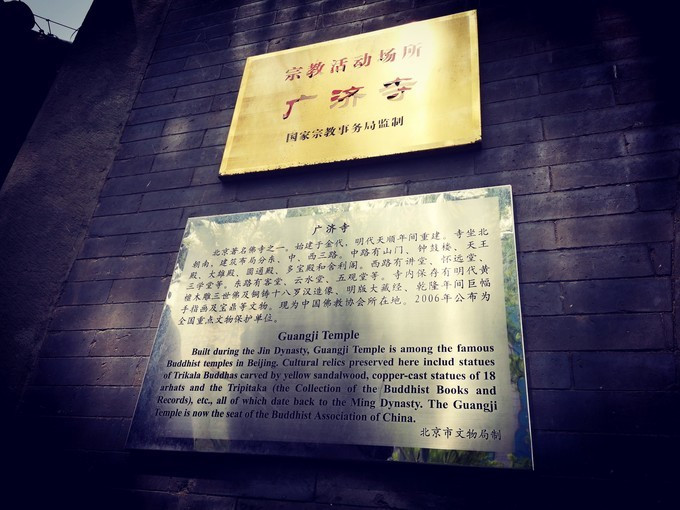 宗教活动场所
广济寺
国家宗教事务局监制
广济寺
北京著名佛寺之一。始建于金代，明代天顺年间重建。寺坐北
朝南，建筑布局分东、中、西三路。中路有山门、钟鼓楼、天王
殿、大雄殿、圆通殿、多宝殿和舍利阁。西路有讲堂、怀远堂、
三学堂等。东路有客堂、云水堂、五观堂等。寺内保存有明代黄
檀木雕三世佛及铜铸十八罗汉造像、明版大藏经、乾隆年间巨幅
手指画及宝鼎等文物。现为中国佛教协会所在地。2006年公布为
全国重点文物保护单位。
Guangji Temple
Built during the Jin Dynasty, Guangji Temple is among the famous
Buddhist temples in Beijing. Cultural relics preserved here includ statues
of Trikala Buddhas carved by yellow sandalwood, copper-cast statues of 18
arhats and the Tripitaka (the Collection of the Buddhist Books and
Records), etc., all of which date back to the Ming Dynasty. The Guangji
Temple is now the seat of the Buddhist Association of China.
北京市文物局制